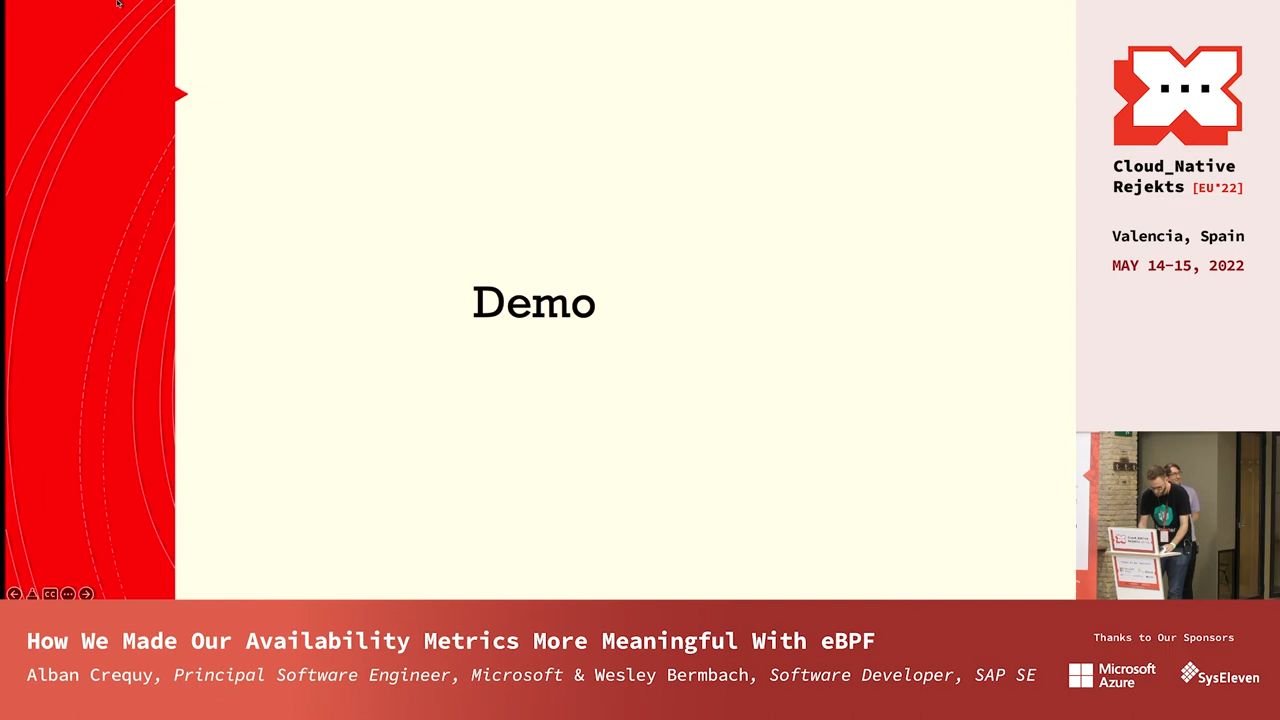 Demo
Cloud_Native
Rejekts [EU*22]
Valencia, Spain
MAY 14-15, 2022
CC
How We Made Our Availability Metrics More Meaningful With eBPF
Alban Crequy, Principal Software Engineer, Microsoft & Wesley Bermbach, Software Developer, SAP SE
Thanks to Our Sponsors
Microsoft
Azure
SysEleven